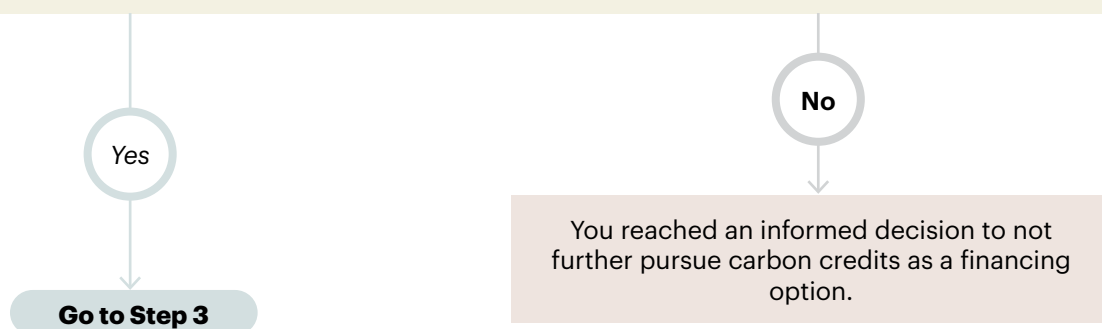 Yes
No
Go to Step 3
You reached an informed decision to not
further pursue carbon credits as a financing
option.